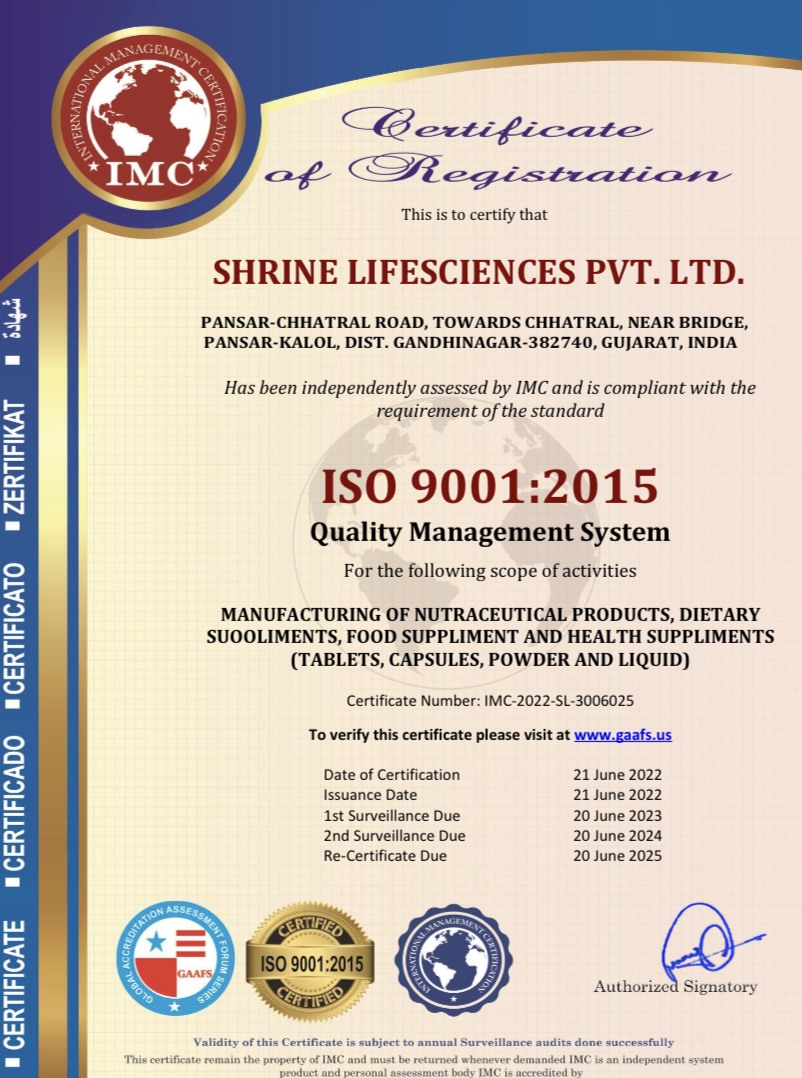 INTERNATIONAL MANAGEMENT CERTIFICATION
IMC
Certificate
of Registration
This is to certify that
SHRINE LIFESCIENCES PVT. LTD.
PANSAR-CHHATRAL ROAD, TOWARDS CHHATRAL, NEAR BRIDGE,
PANSAR-KALOL, DIST. GANDHINAGAR-382740, GUJARAT, INDIA
Has been independently assessed by IMC and is compliant with the
requirement of the standard
ISO 9001:2015
Quality Management System
For the following scope of activities
MANUFACTURING OF NUTRACEUTICAL PRODUCTS, DIETARY
SUOOLIMENTS, FOOD SUPPLIMENT AND HEALTH SUPPLIMENTS
(TABLETS, CAPSULES, POWDER AND LIQUID)
Certificate Number: IMC-2022-SL-3006025
To verify this certificate please visit at www.gaafs.us
Date of Certification 21 June 2022
Issuance Date 21 June 2022
1st Surveillance Due 20 June 2023
2nd Surveillance Due 20 June 2024
Re-Certificate Due 20 June 2025
■ CERTIFICATE ■ CERTIFICADO ■ CERTIFICATO ■ ZERTIFIKAT ■ شهادة
GLOBAL ACCREDITATION ASSESSMENT FORUM SERIES
GAAFS
CERTIFIED
ISO 9001:2015
CERTIFIED
INTERNATIONAL MANAGEMENT CERTIFICATION
Authorized Signatory
Validity of this Certificate is subject to annual Surveillance audits done successfully
This certificate remain the property of IMC and must be returned whenever demanded IMC is an independent system
product and personal assessment body IMC is accredited by